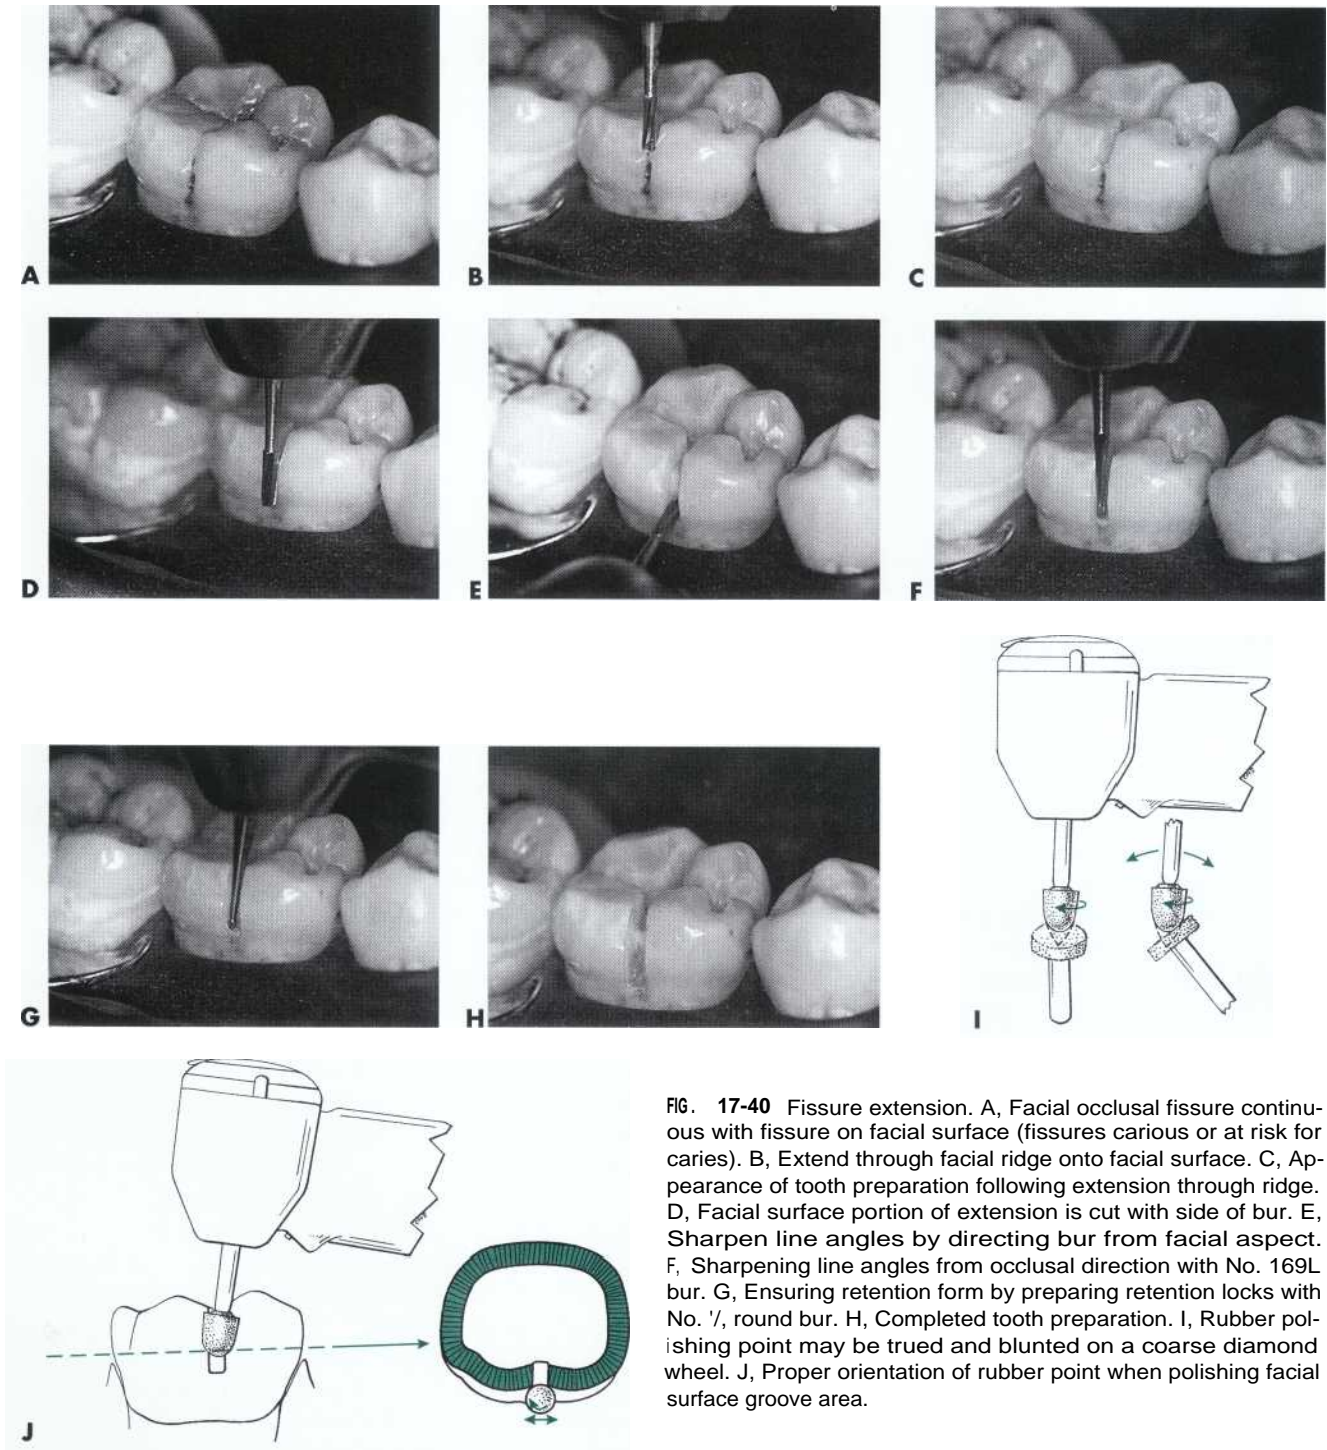 A
B
C
D
E
F
G
H
I
J
FIG. 17-40 Fissure extension. A, Facial occlusal fissure continu-
ous with fissure on facial surface (fissures carious or at risk for
caries). B, Extend through facial ridge onto facial surface. C, Ap-
pearance of tooth preparation following extension through ridge.
D, Facial surface portion of extension is cut with side of bur. E,
Sharpen line angles by directing bur from facial aspect.
F, Sharpening line angles from occlusal direction with No. 169L
bur. G, Ensuring retention form by preparing retention locks with
No. '/, round bur. H, Completed tooth preparation. I, Rubber pol-
ishing point may be trued and blunted on a coarse diamond
wheel. J, Proper orientation of rubber point when polishing facial
surface groove area.